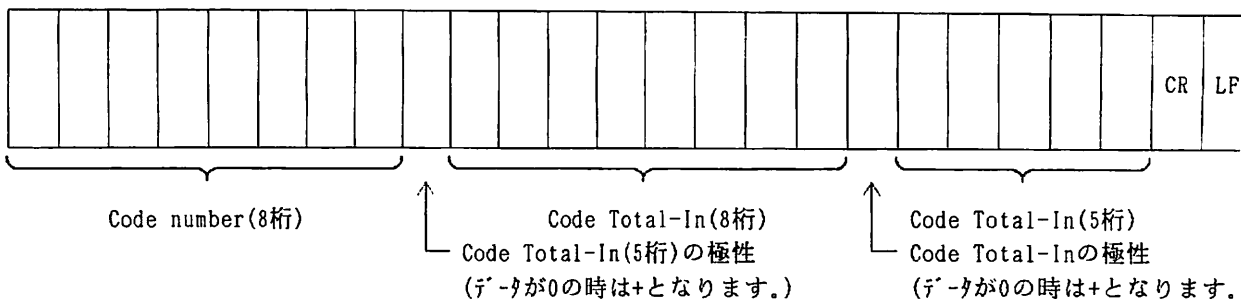 CR LF
Code number(8桁)
Code Total-In(8桁)
Code Total-In(5桁)
Code Total-In(5桁)の極性
Code Total-Inの極性
(ﾃﾞｰﾀが0の時は+となります｡)
(ﾃﾞｰﾀが0の時は+となります｡